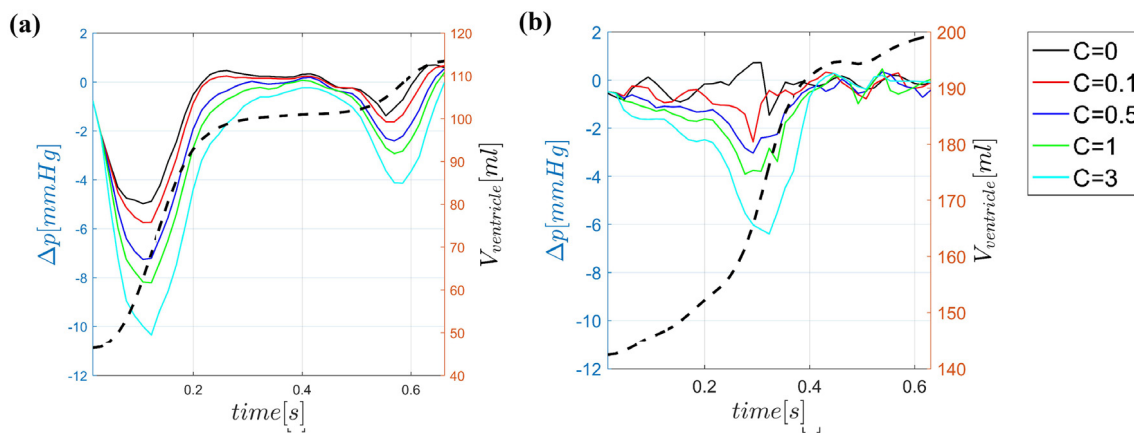 (a)
2
0
-2
-4
-6
-8
-10
-12
Δp[mmHg]
0.2
0.4
0.6
time[s]
120
110
100
90
80
70
60
50
40
V_ventricle[ml]
(b)
2
0
-2
-4
-6
-8
-10
-12
Δp[mmHg]
0.2
0.4
0.6
time[s]
200
190
180
170
160
150
140
V_ventricle[ml]
C=0
C=0.1
C=0.5
C=1
C=3